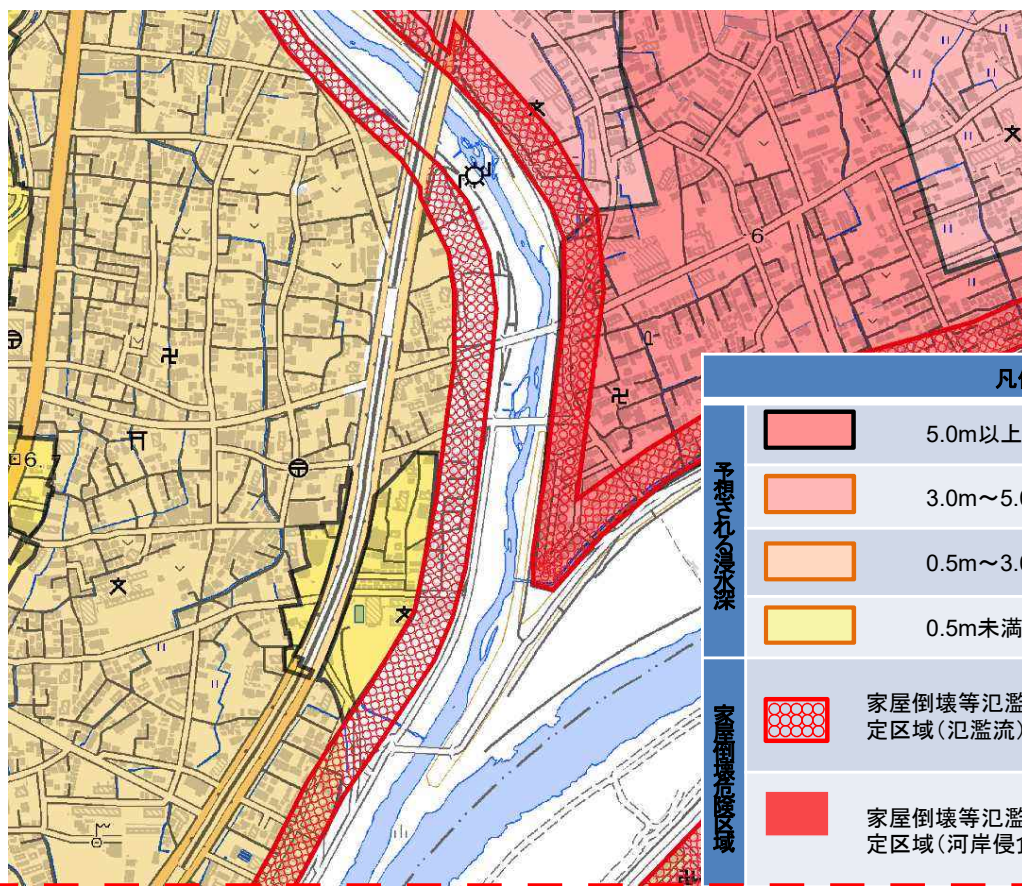 6
6.7
凡
予想される浸水深
5.0m以上
3.0m～5.0
0.5m～3.0
0.5m未満
家屋倒壊危険区域
家屋倒壊等氾濫
定区域(氾濫流)
家屋倒壊等氾濫
定区域(河岸侵